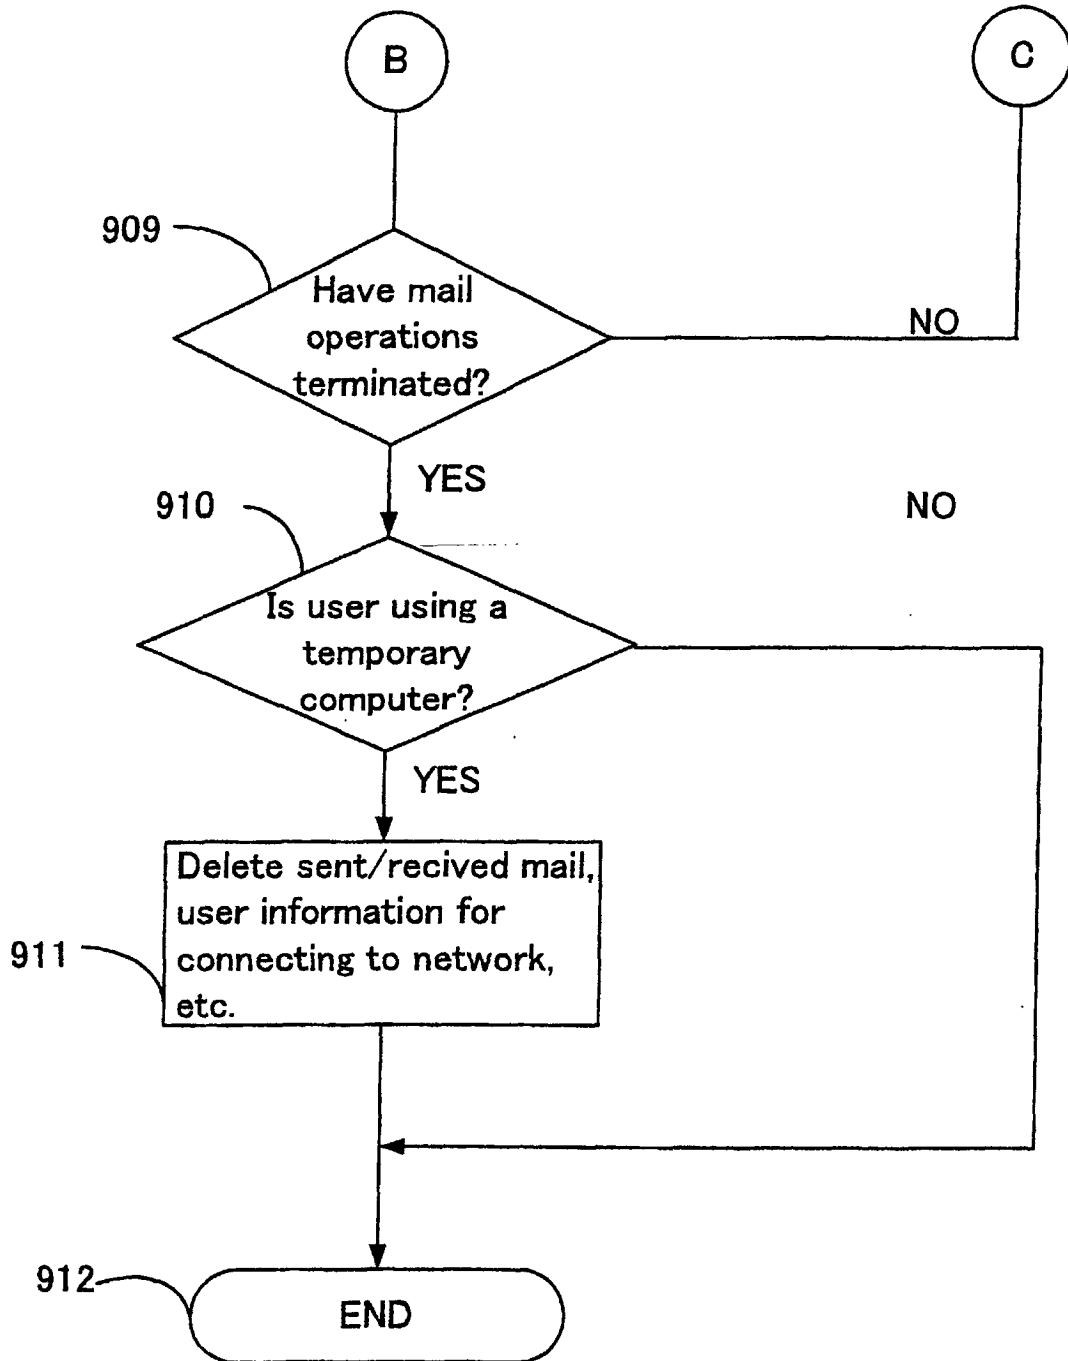 B
C
909
Have mail
operations
terminated?
NO
YES
910
NO
Is user using a
temporary
computer?
YES
Delete sent/recived mail,
user information for
connecting to network,
etc.
911
912
END